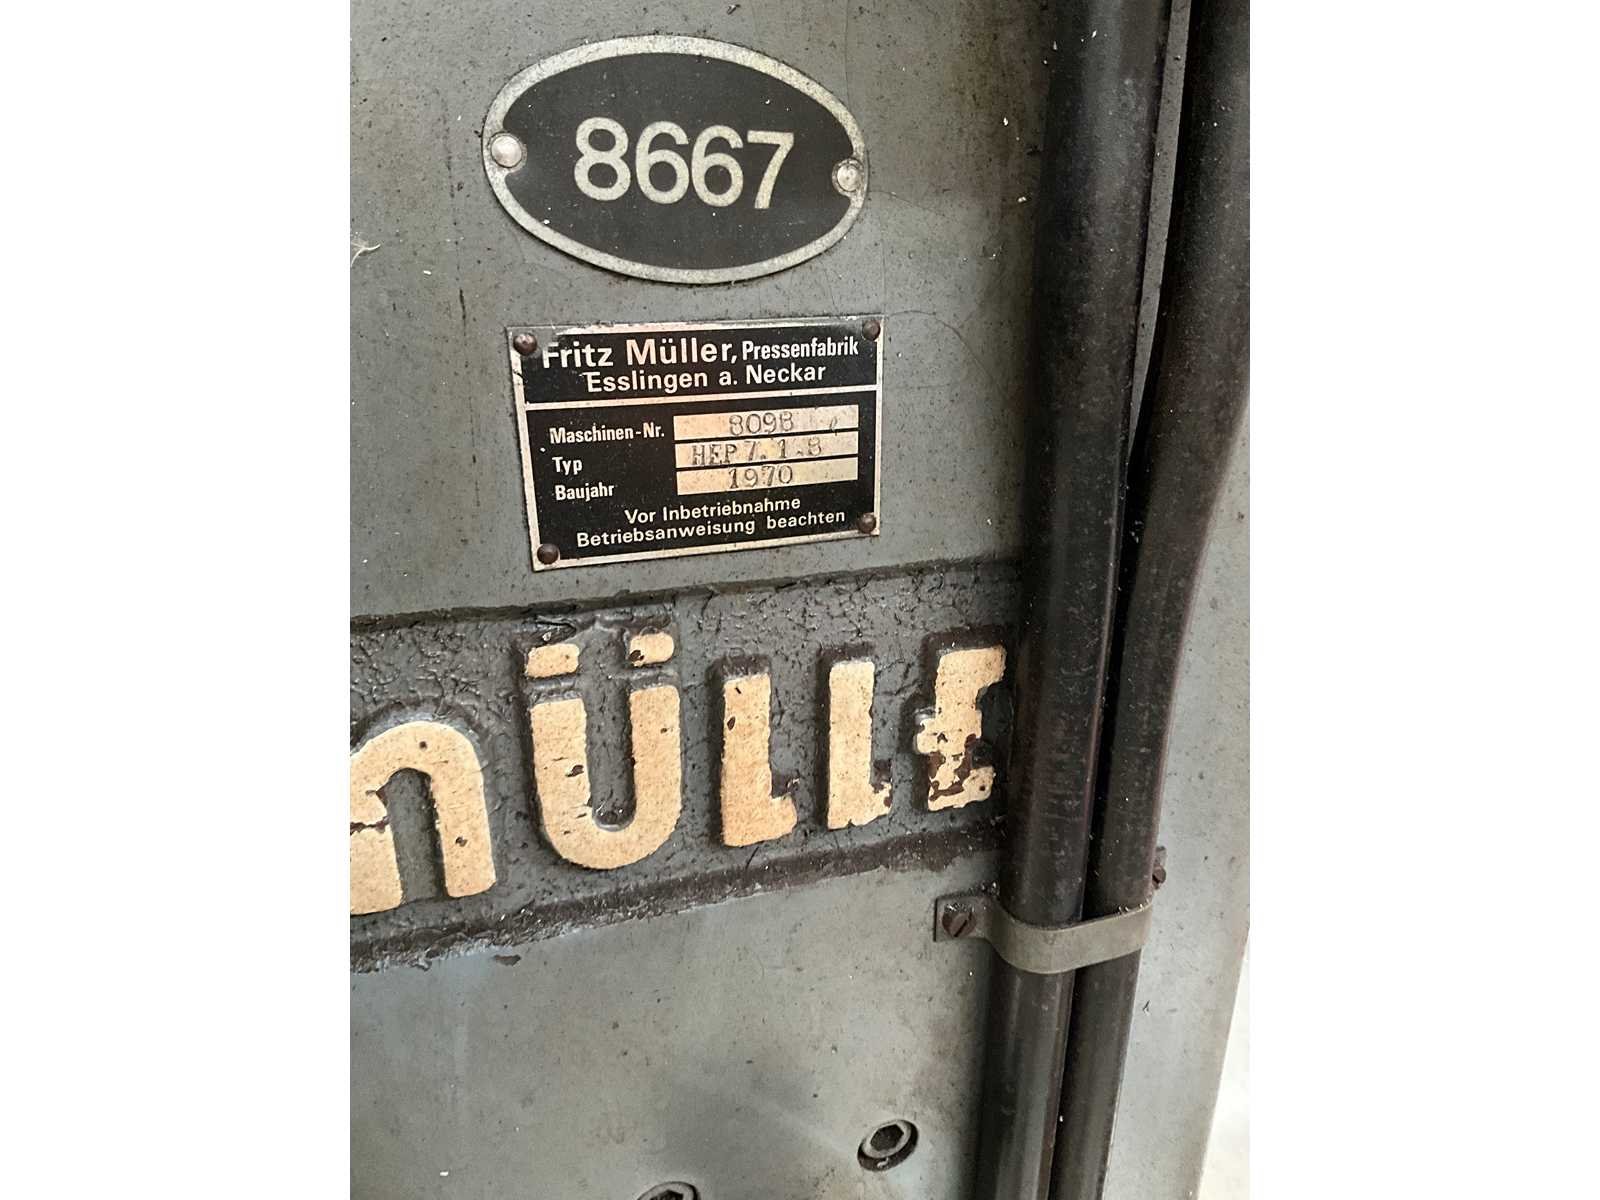 8667
Fritz Müller, Pressenfabrik
Esslingen a. Neckar
Maschinen-Nr. 8098
Typ HEP 7.1.8
Baujahr 1970
Vor Inbetriebnahme
Betriebsanweisung beachten
MÜLLE